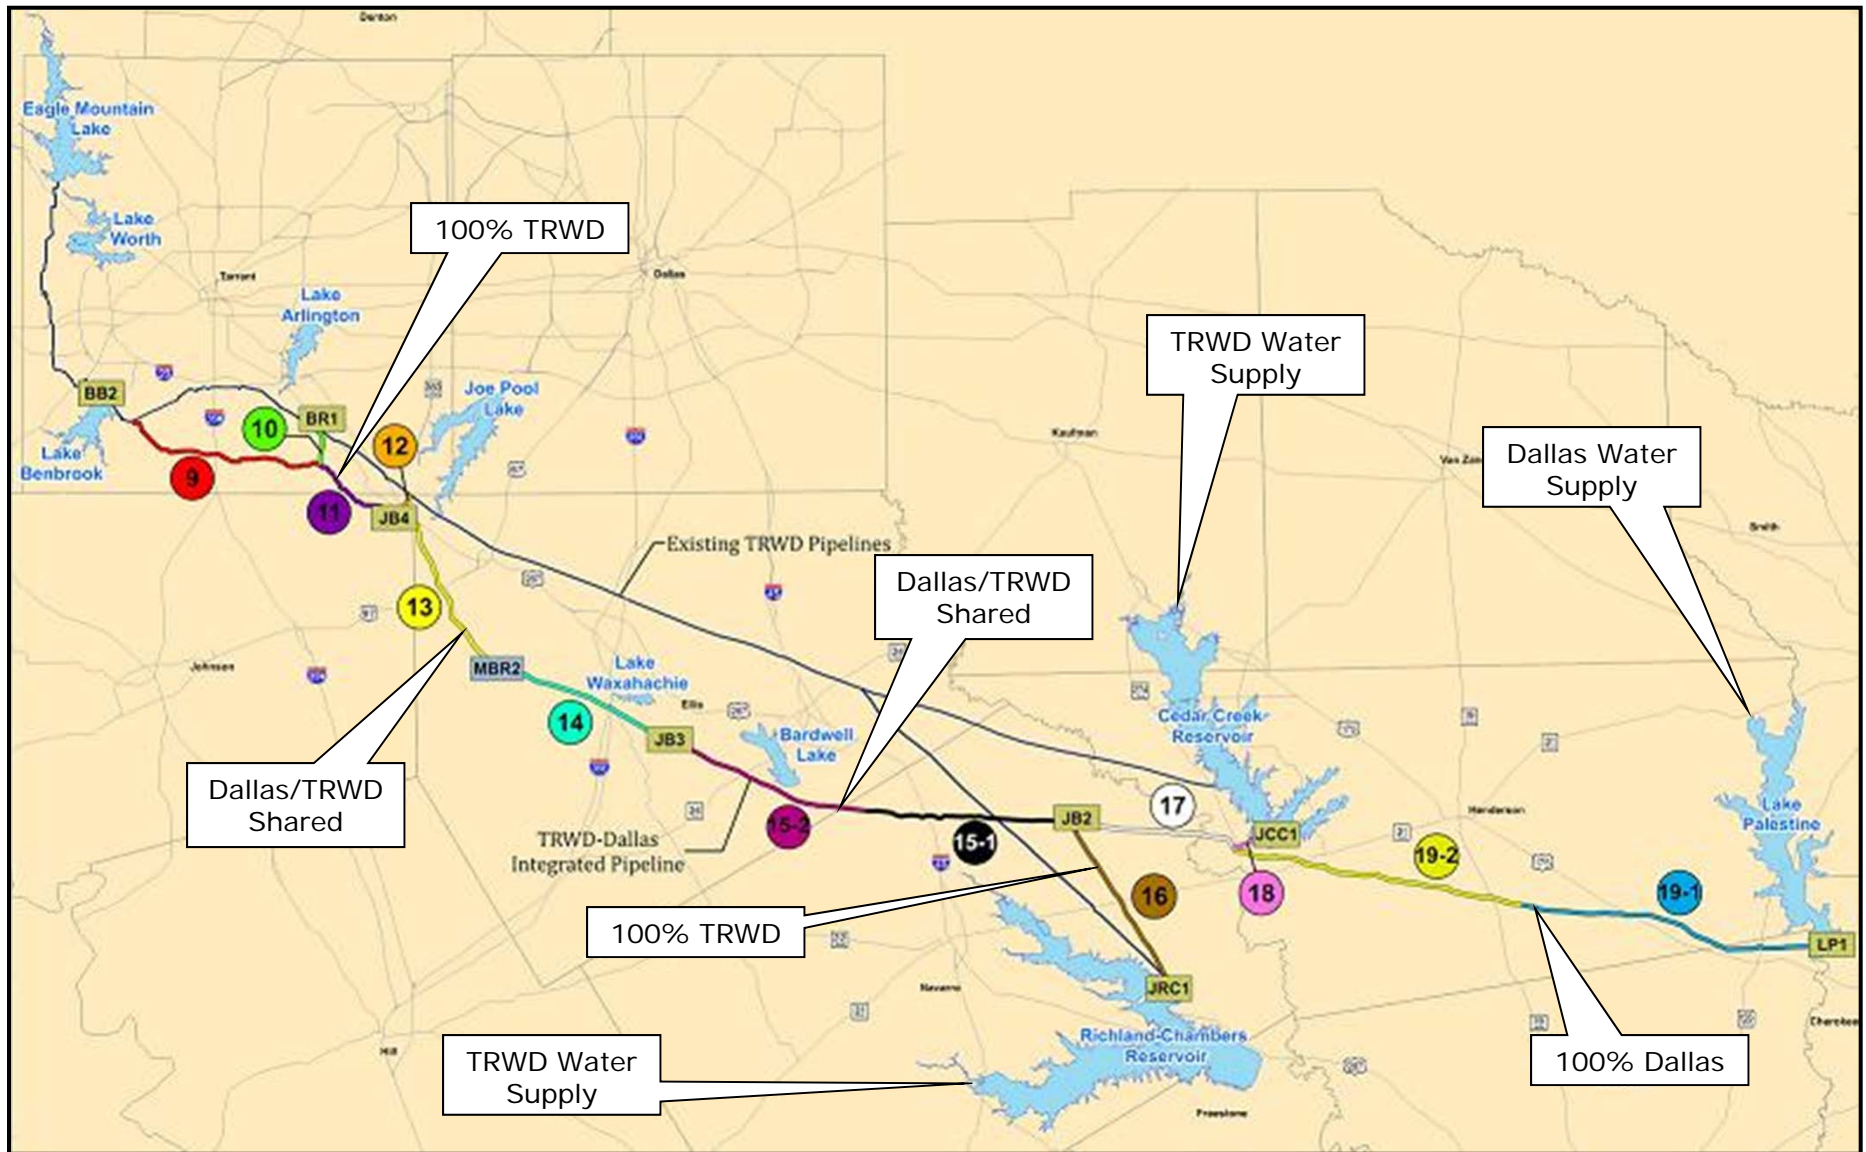 Denton
Eagle Mountain
Lake
Lake
Worth
100% TRWD
Tarrant
Dallas
Lake
Arlington
TRWD Water
Supply
BB2
Joe Pool
Lake
10
BR1
12
Kaufman
Dallas Water
Supply
Lake
Benbrook
9
67
11
JB4
Smith
Existing TRWD Pipelines
Dallas/TRWD
Shared
13
Johnson
MBR2
Lake
Waxahachie
Ellis
14
JB3
Bardwell
Lake
Cedar Creek
Reservoir
Dallas/TRWD
Shared
17
Henderson
Lake
Palestine
15-2
JB2
JCC1
TRWD-Dallas
Integrated Pipeline
15-1
19-2
16
18
19-1
100% TRWD
LP1
Navarro
JRC1
Richland-Chambers
Reservoir
Cherokee
Hill
TRWD Water
Supply
100% Dallas
Freestone